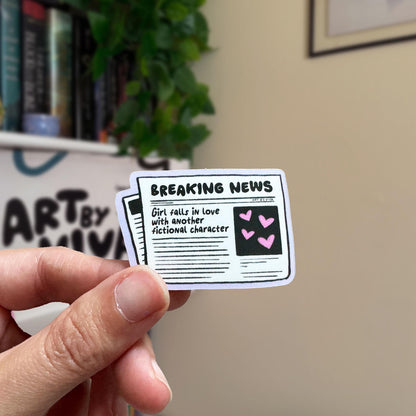 BREAKING NEWS
Girl falls in love
with another
fictional character
ART BY